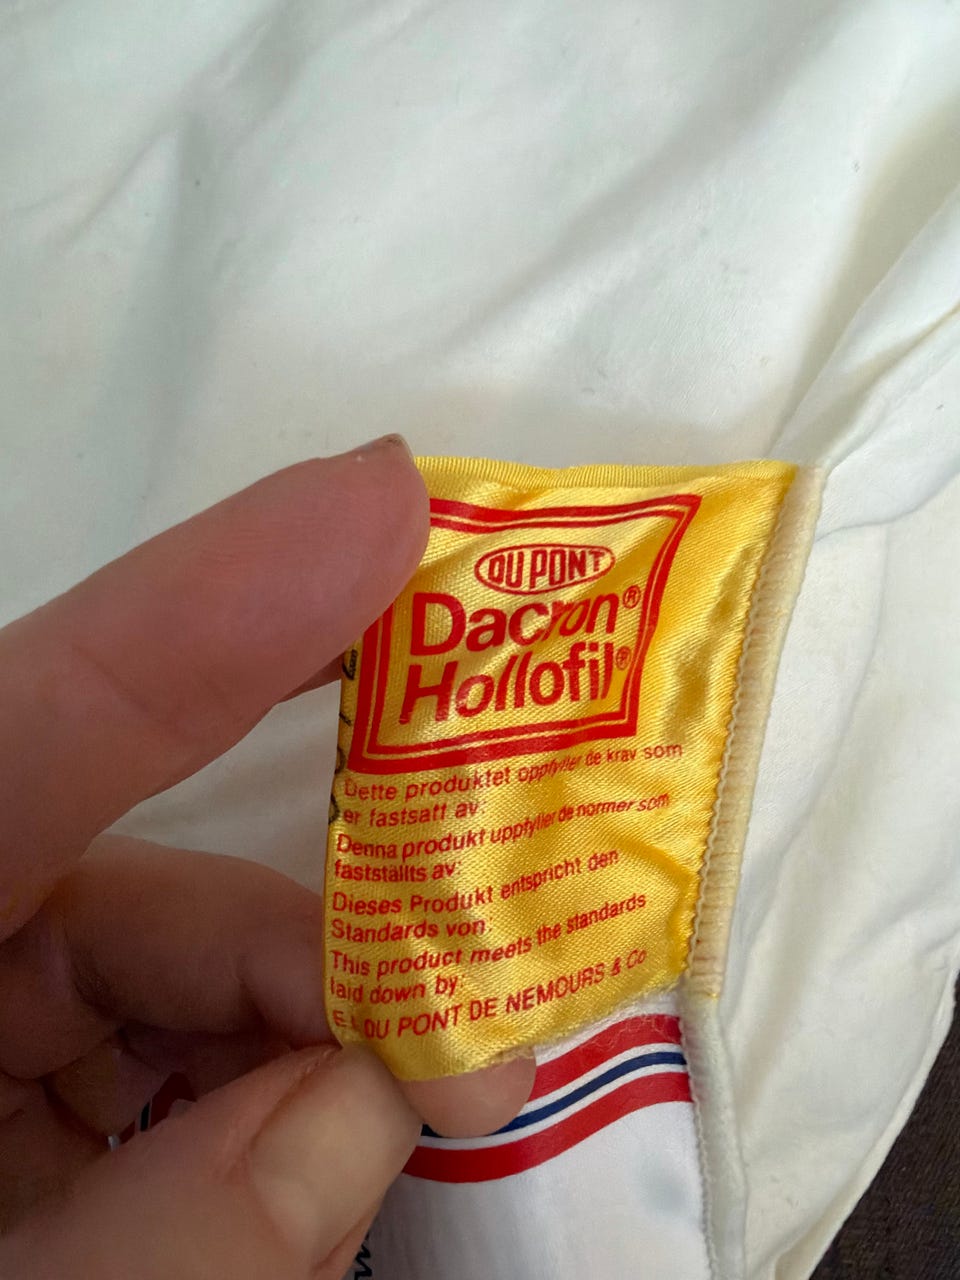 DU PONT
Dacron®
Hollofil®
Dette produktet oppfyller de krav som
er fastsatt av:
Denna produkt uppfyller de normer som
fastställts av:
Dieses Produkt entspricht den
Standards von:
This product meets the standards
laid down by:
E I DU PONT DE NEMOURS & Co